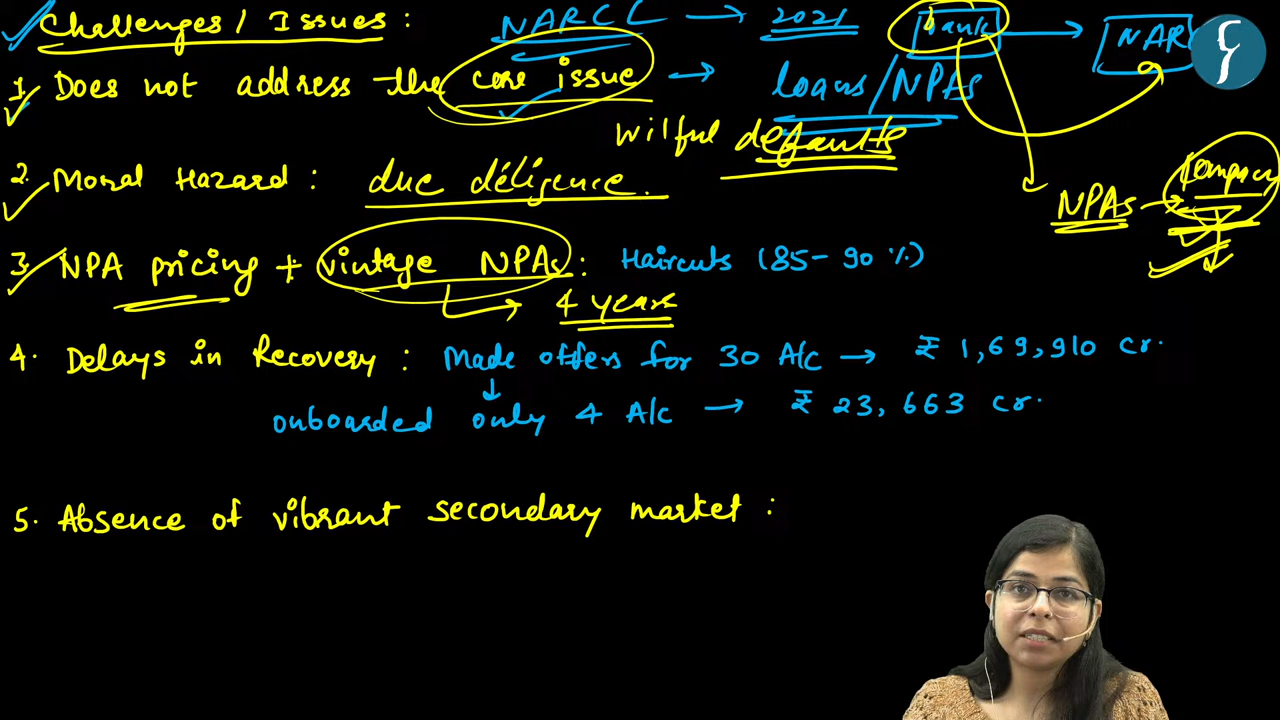 Challenges / Issues :
NARCL → 2021
bank → NAR
1. Does not address the core issue → loans / NPAs
wilful defaults
2. Moral Hazard : due déligence.
NPAs → Company
3. NPA pricing + vintage NPAs : Haircuts (85 - 90 %)
→ 4 years
4. Delays in Recovery : Made offers for 30 A/c → ₹ 1,69,910 cr.
onboarded only 4 A/c → ₹ 23, 663 cr.
5. Absence of vibrant secondary market :